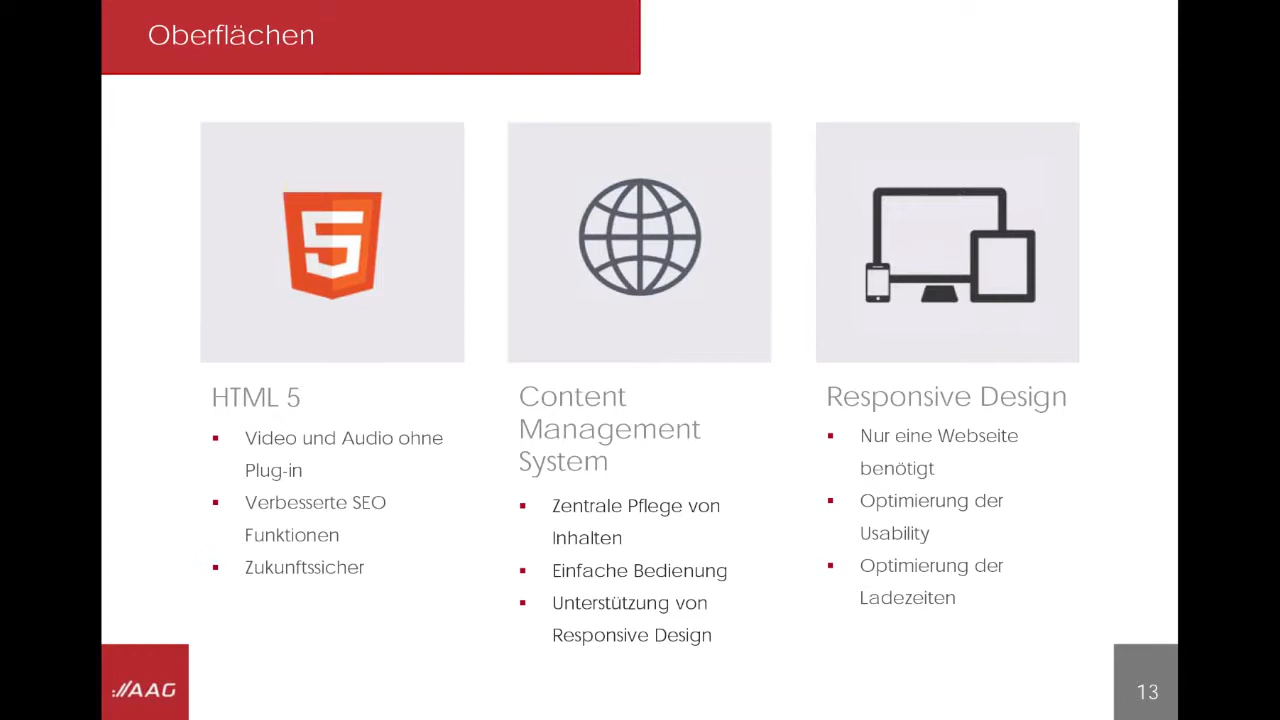 Oberflächen
5
HTML 5
Video und Audio ohne
Plug-in
Verbesserte SEO
Funktionen
Zukunftssicher
Content
Management
System
Zentrale Pflege von
Inhalten
Einfache Bedienung
Unterstützung von
Responsive Design
Responsive Design
Nur eine Webseite
benötigt
Optimierung der
Usability
Optimierung der
Ladezeiten
://AAG
13